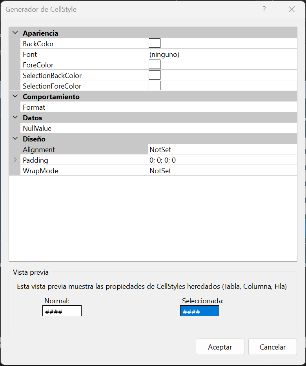 Generador de CellStyle
Apariencia
BackColor
Font (ninguno)
ForeColor
SelectionBackColor
SelectionForeColor
Comportamiento
Format
Datos
NullValue
Diseño
Alignment NotSet
Padding 0; 0; 0; 0
WrapMode NotSet
Vista previa
Esta vista previa muestra las propiedades de CellStyles heredados (Tabla, Columna, Fila)
Normal: Seleccionada:
#### ####
Aceptar Cancelar